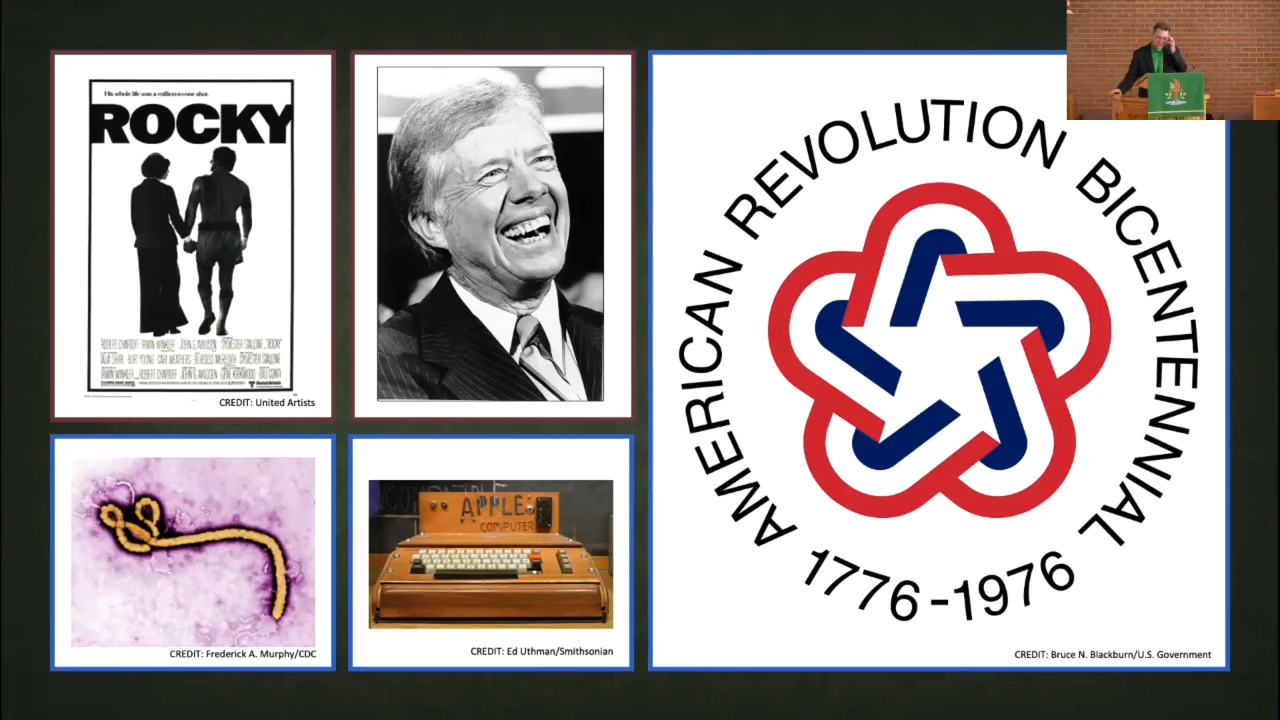 His whole life was a million-to-one shot.
ROCKY
CREDIT: United Artists
CREDIT: Frederick A. Murphy/CDC
APPLE
COMPUTER
CREDIT: Ed Uthman/Smithsonian
AMERICAN REVOLUTION BICENTENNIAL
1776-1976
CREDIT: Bruce N. Blackburn/U.S. Government